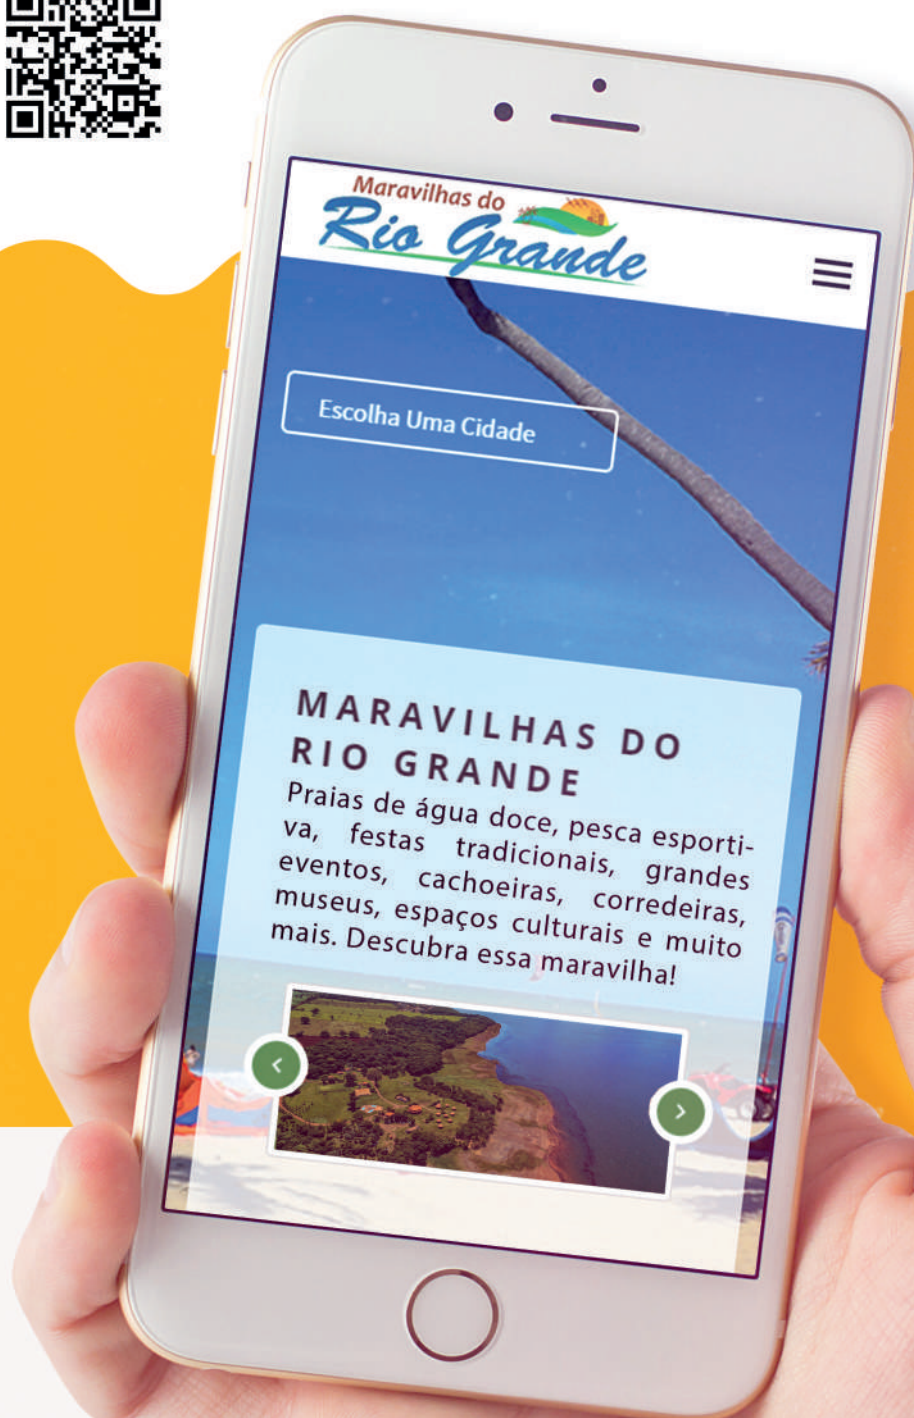 Maravilhas do
Rio Grande
Escolha Uma Cidade
MARAVILHAS DO
RIO GRANDE
Praias de água doce, pesca esporti-
va, festas tradicionais, grandes
eventos, cachoeiras, corredeiras,
museus, espaços culturais e muito
mais. Descubra essa maravilha!